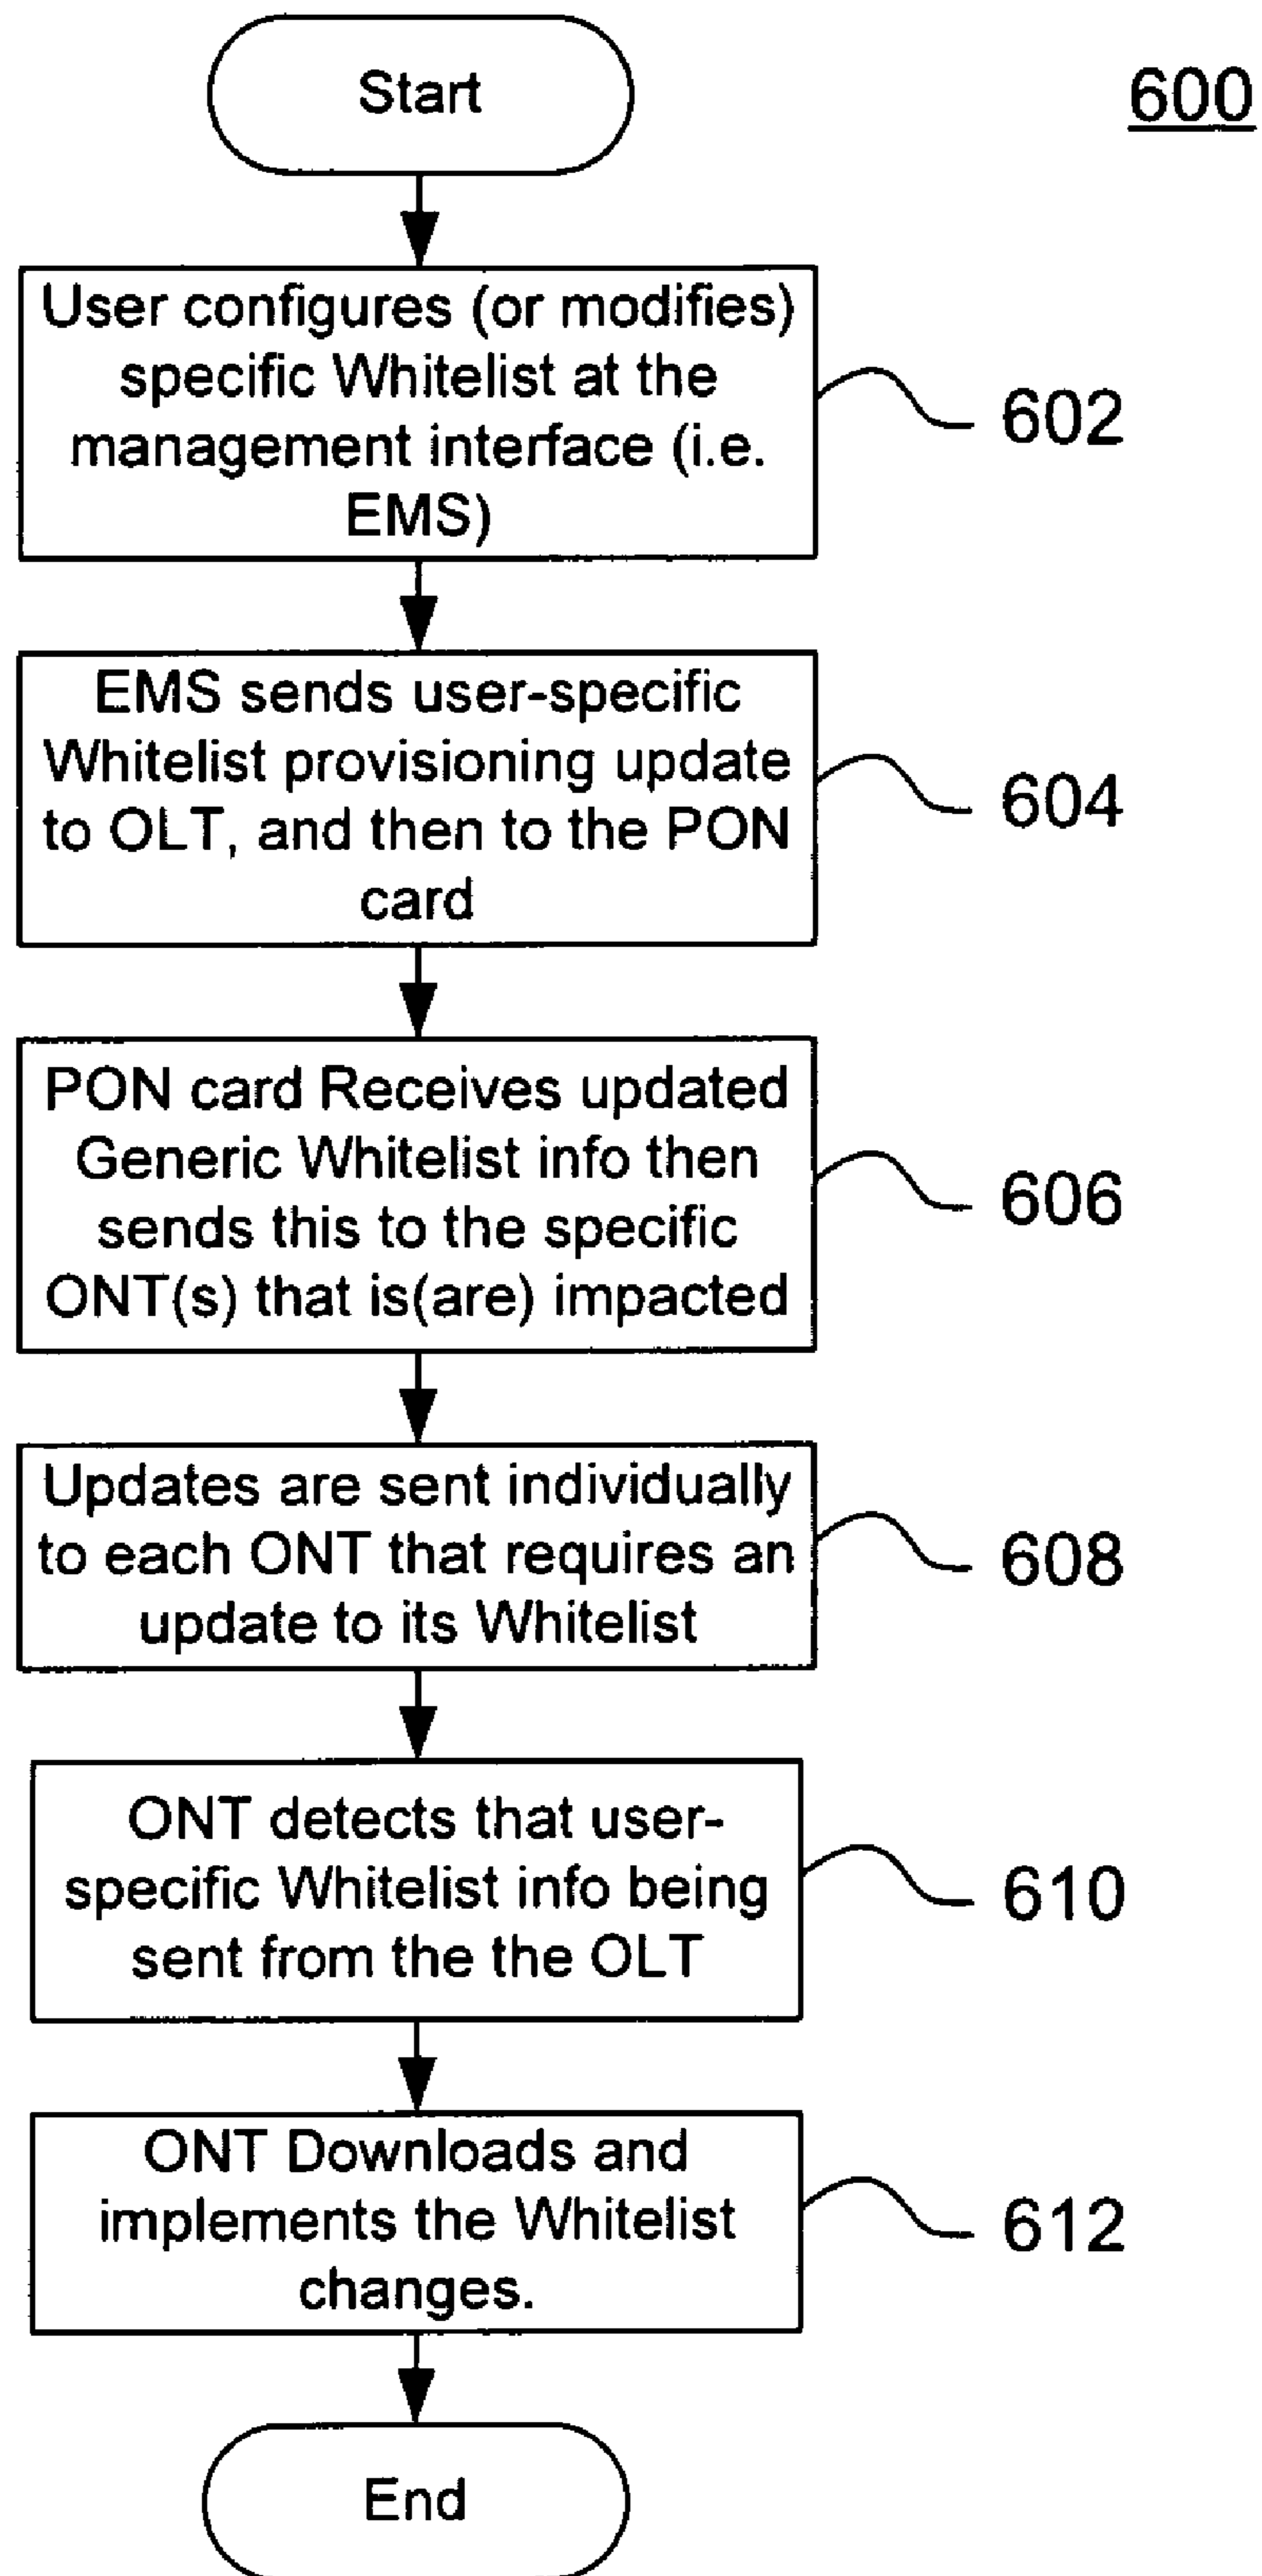 Start
600
User configures (or modifies)
specific Whitelist at the
management interface (i.e.
EMS)
602
EMS sends user-specific
Whitelist provisioning update
to OLT, and then to the PON
card
604
PON card Receives updated
Generic Whitelist info then
sends this to the specific
ONT(s) that is(are) impacted
606
Updates are sent individually
to each ONT that requires an
update to its Whitelist
608
ONT detects that user-
specific Whitelist info being
sent from the the OLT
610
ONT Downloads and
implements the Whitelist
changes.
612
End